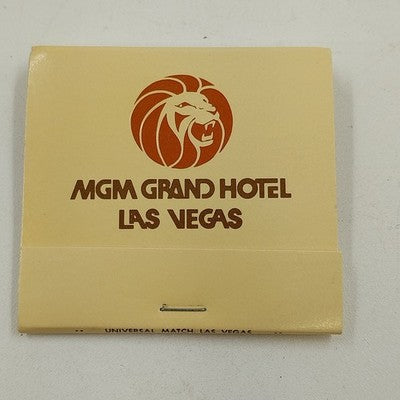 MGM GRAND HOTEL
LAS VEGAS
UNIVERSAL MATCH, LAS VEGAS